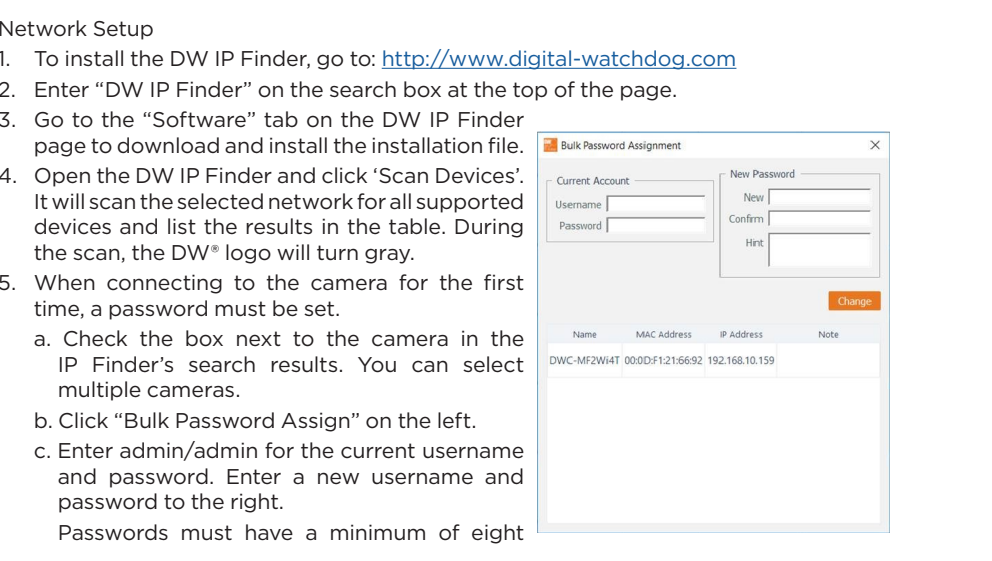 Network Setup
1. To install the DW IP Finder, go to: http://www.digital-watchdog.com
2. Enter “DW IP Finder” on the search box at the top of the page.
3. Go to the “Software” tab on the DW IP Finder
page to download and install the installation file.
4. Open the DW IP Finder and click ‘Scan Devices’.
It will scan the selected network for all supported
devices and list the results in the table. During
the scan, the DW® logo will turn gray.
5. When connecting to the camera for the first
time, a password must be set.
a. Check the box next to the camera in the
IP Finder’s search results. You can select
multiple cameras.
b. Click “Bulk Password Assign” on the left.
c. Enter admin/admin for the current username
and password. Enter a new username and
password to the right.
Passwords must have a minimum of eight
Bulk Password Assignment
Current Account
Username
Password
New Password
New
Confirm
Hint
Change
Name MAC Address IP Address Note
DWC-MF2Wi4T 00:0D:F1:21:66:92 192.168.10.159